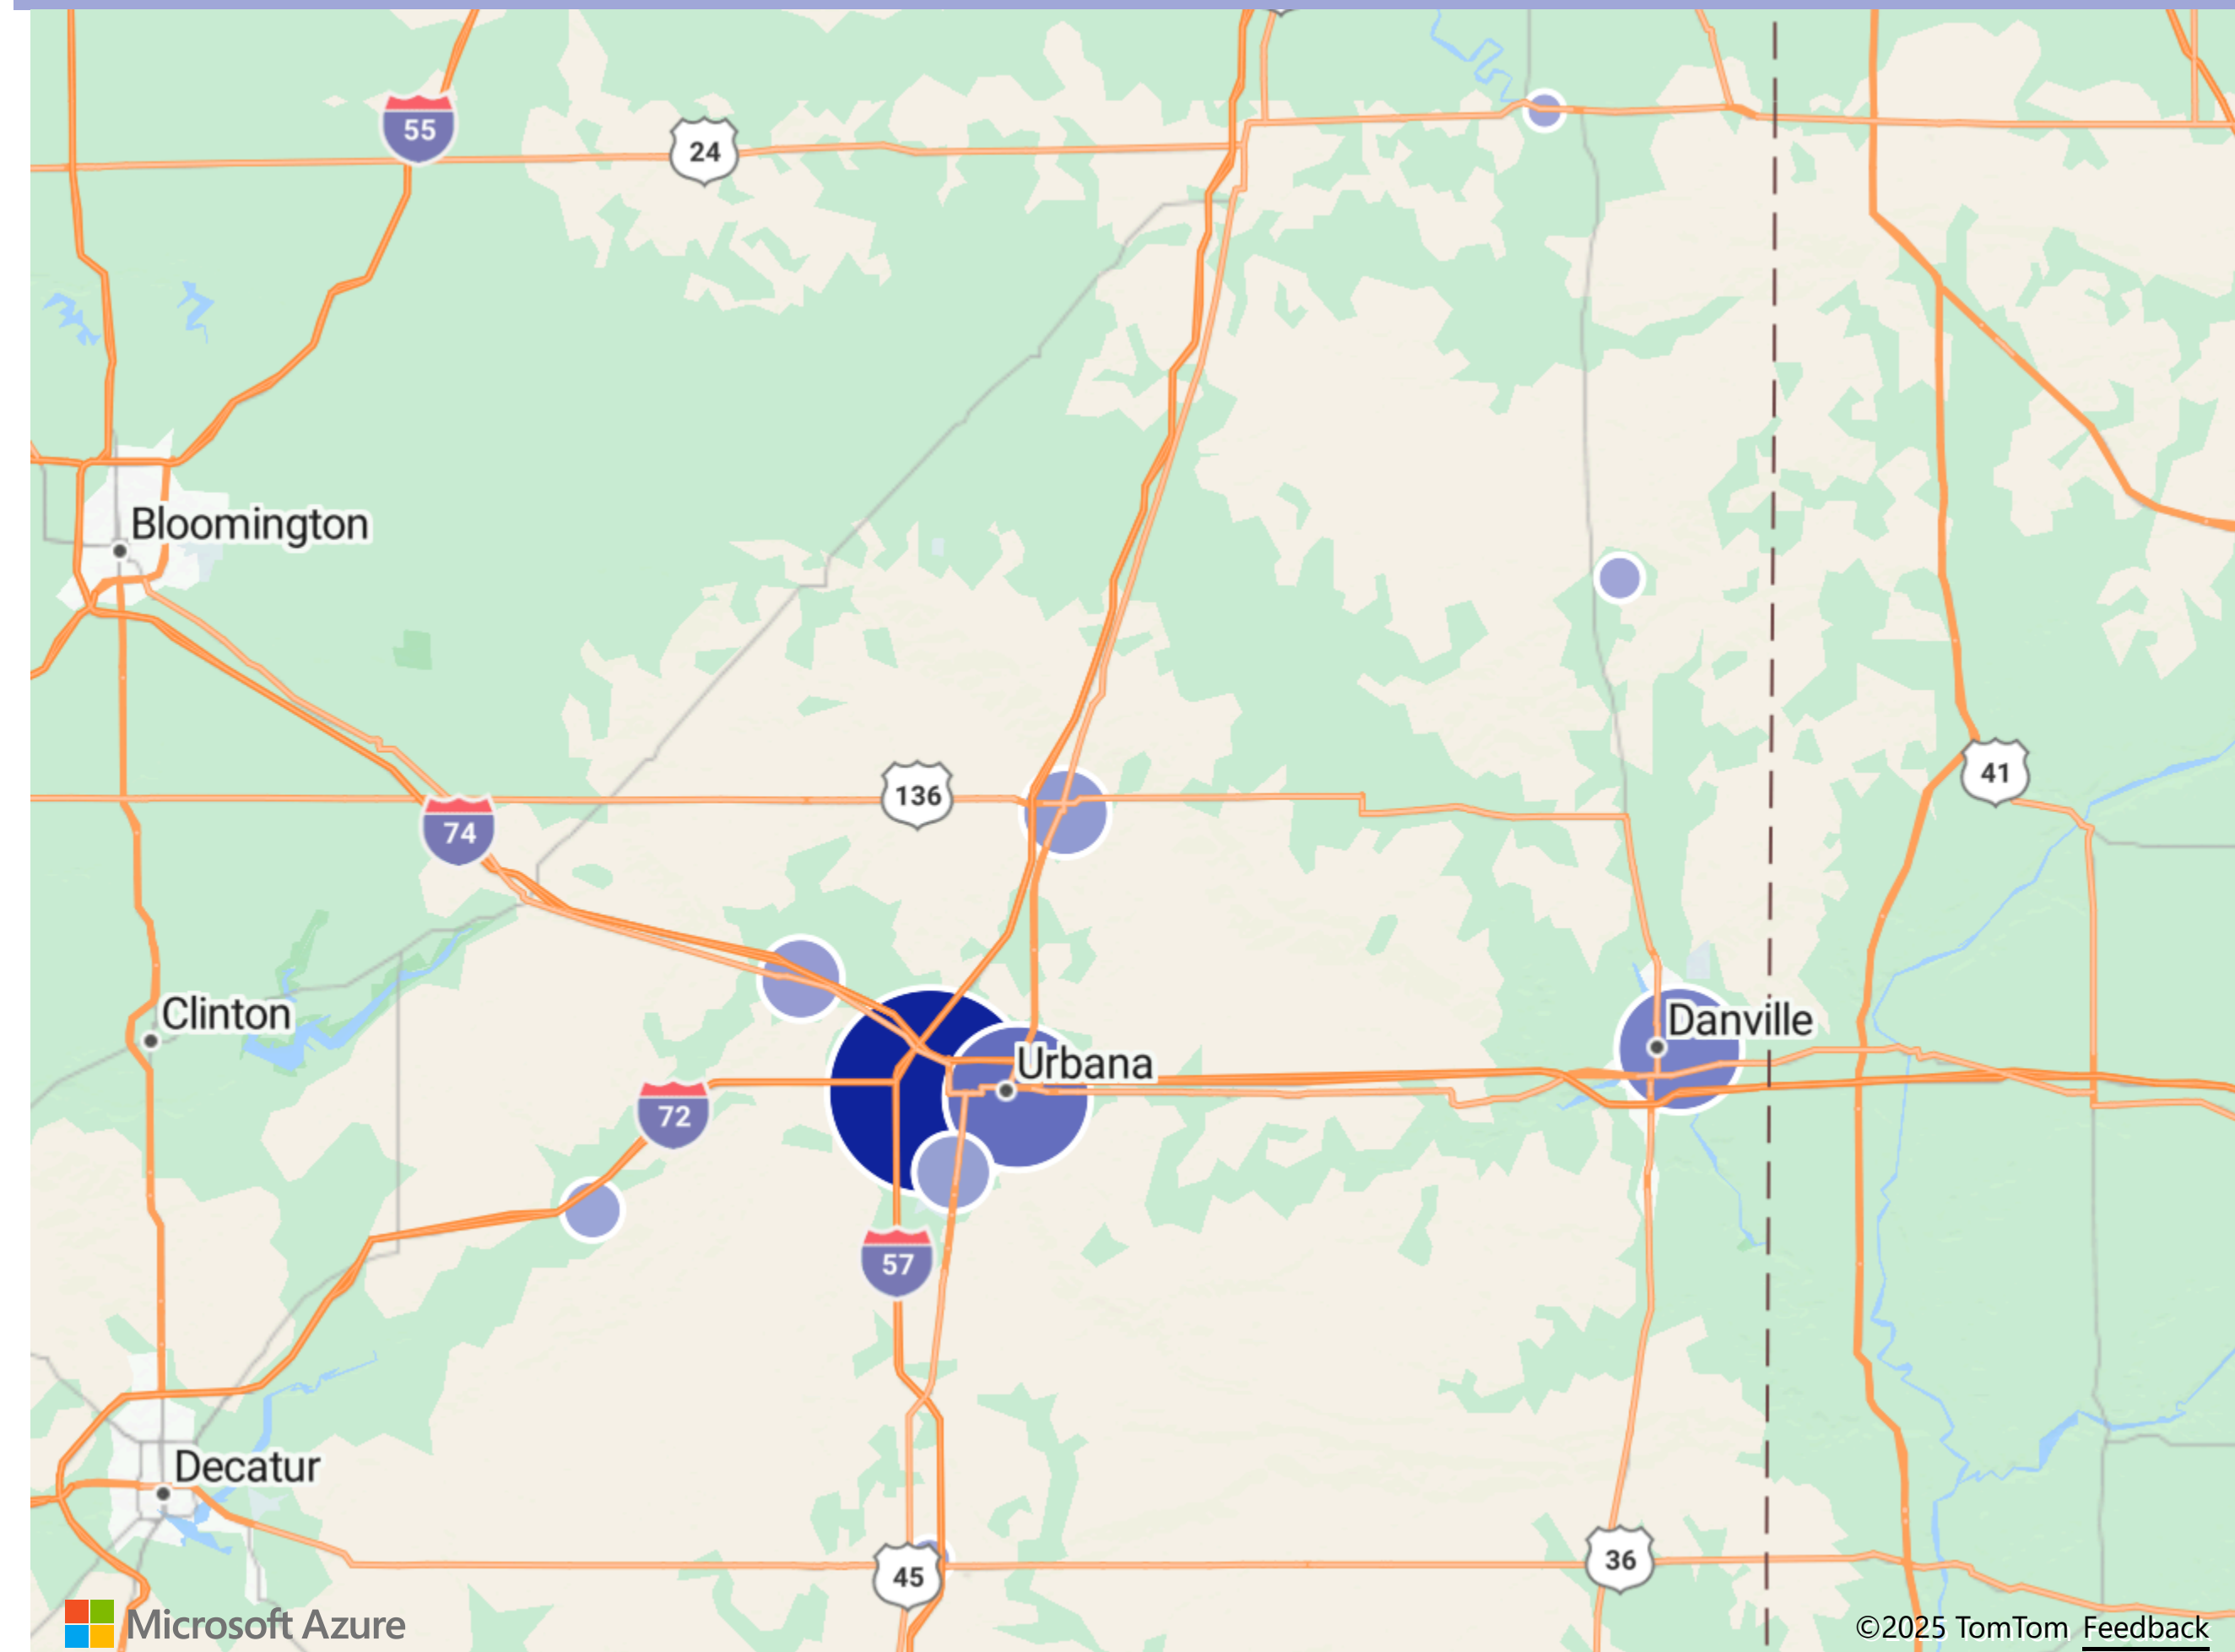 55
24
Bloomington
136
41
74
Clinton
Danville
Urbana
72
57
Decatur
45
36
Microsoft Azure
©2025 TomTom Feedback